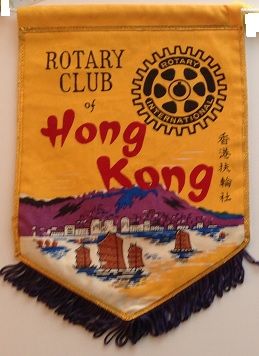 ROTARY
CLUB
of
Hong
Kong
ROTARY
INTERNATIONAL
香港扶輪社